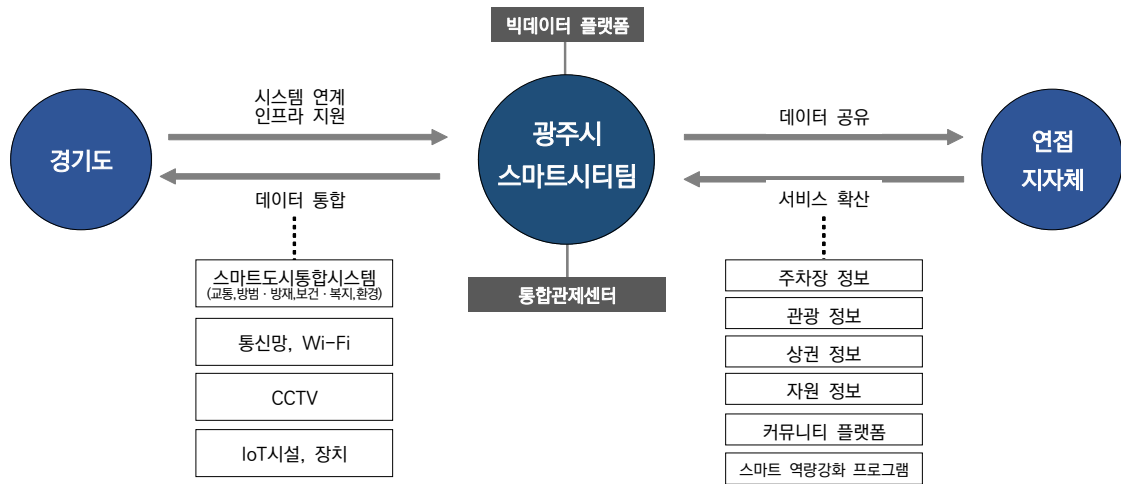 빅데이터 플랫폼
시스템 연계
인프라 지원
데이터 공유
경기도
광주시
스마트시티팀
연접
지자체
데이터 통합
서비스 확산
스마트도시통합시스템
(교통,방범·방재,보건·복지,환경)
통신망, Wi-Fi
CCTV
IoT시설, 장치
통합관제센터
주차장 정보
관광 정보
상권 정보
자원 정보
커뮤니티 플랫폼
스마트 역량강화 프로그램